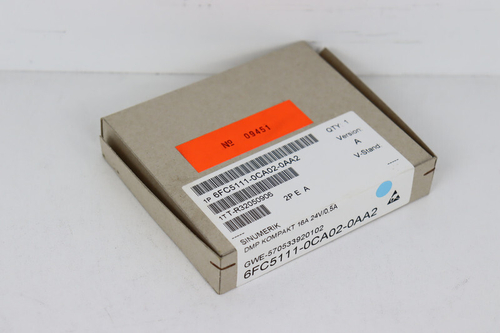 № 09451
QTY. 1
Version
A
V-Stand
1P 6FC5111-0CA02-0AA2
1T T-R32050906
2P E A
SINUMERIK
DMP KOMPAKT 16A 24V/0,5A
GWE-570533920102
6FC5111-0CA02-0AA2